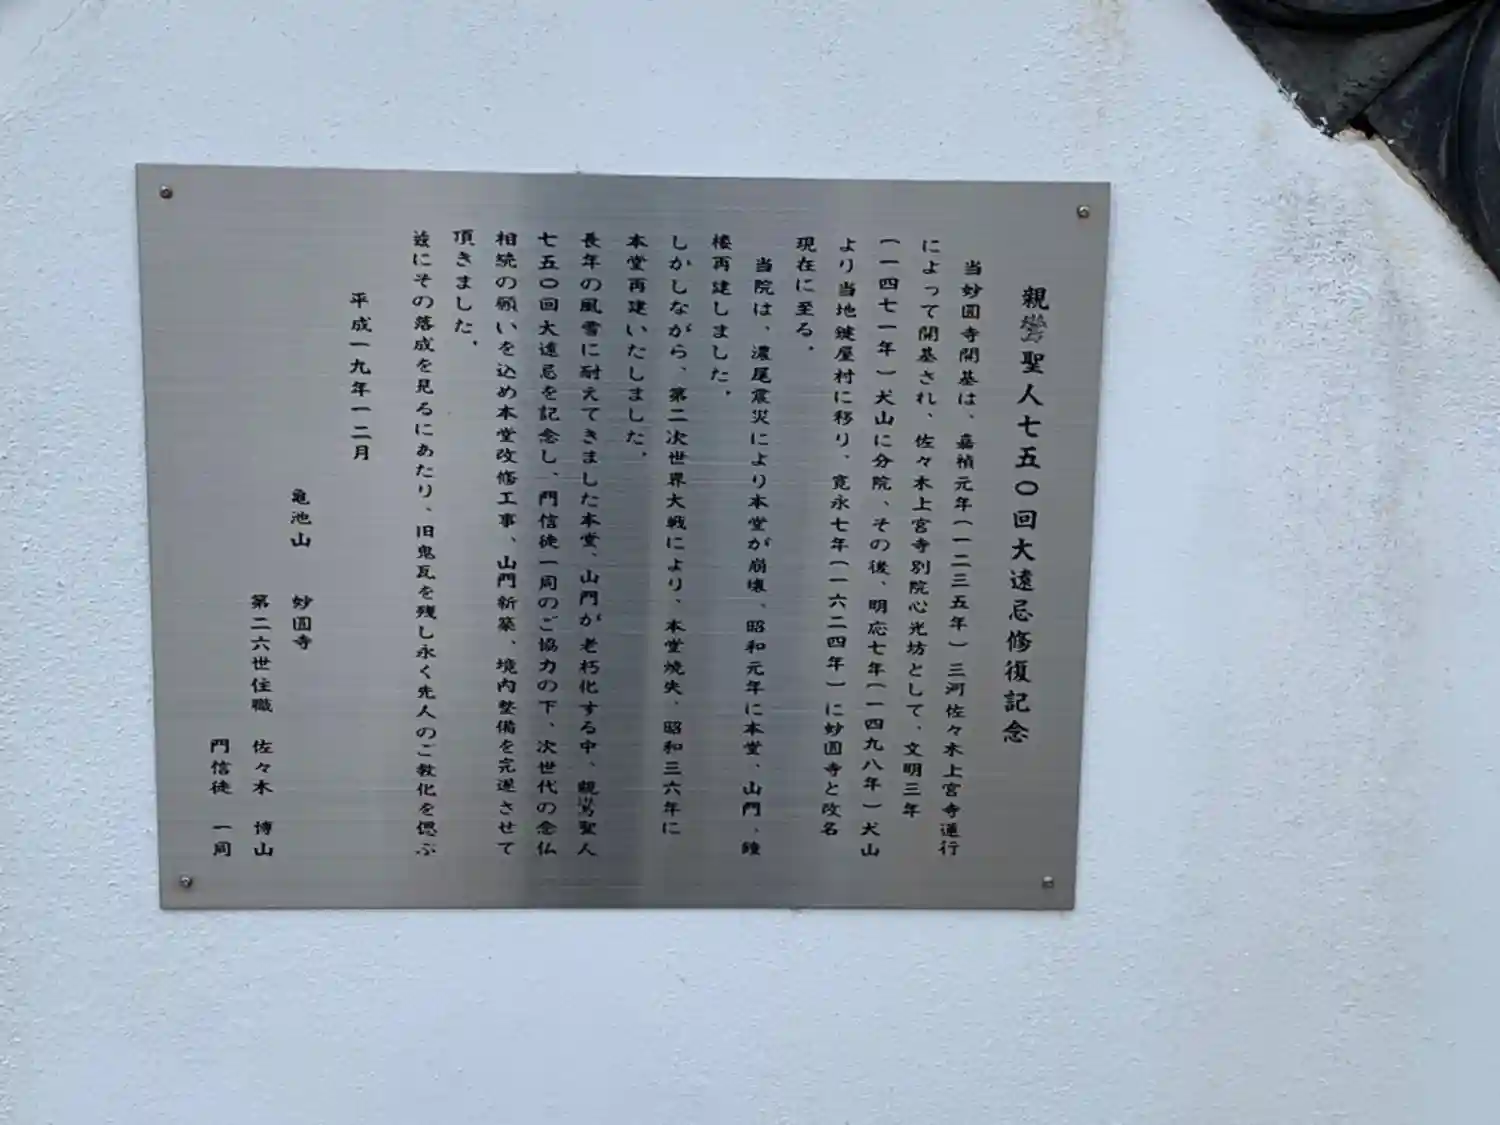 親鸞聖人七五〇回大遠忌修復記念
当妙圓寺開基は、嘉禎元年(一二三五年)三河佐々木上宮寺蓮行
によって開基され、佐々木上宮寺別院心光坊として、文明三年
(一四七一年)犬山に分院、その後、明応七年(一四九八年)犬山
より当地鍵屋村に移り、寛永七年(一六二四年)に妙圓寺と改名
現在に至る。
当院は、濃尾震災により本堂が崩壊、昭和元年に本堂、山門、鐘
楼再建しました。
しかしながら、第二次世界大戦により、本堂焼失、昭和三六年に
本堂再建いたしました。
長年の風雪に耐えてきました本堂、山門が老朽化する中、親鸞聖人
七五〇回大遠忌を記念し、門信徒一同のご協力の下、次世代の念仏
相続の願いを込め本堂改修工事、山門新築、境内整備を完遂させて
頂きました。
茲にその落成を見るにあたり、旧鬼瓦を残し永く先人のご教化を偲ぶ
平成一九年一二月
亀池山 妙圓寺
第二六世住職 佐々木 博山
門信徒 一同